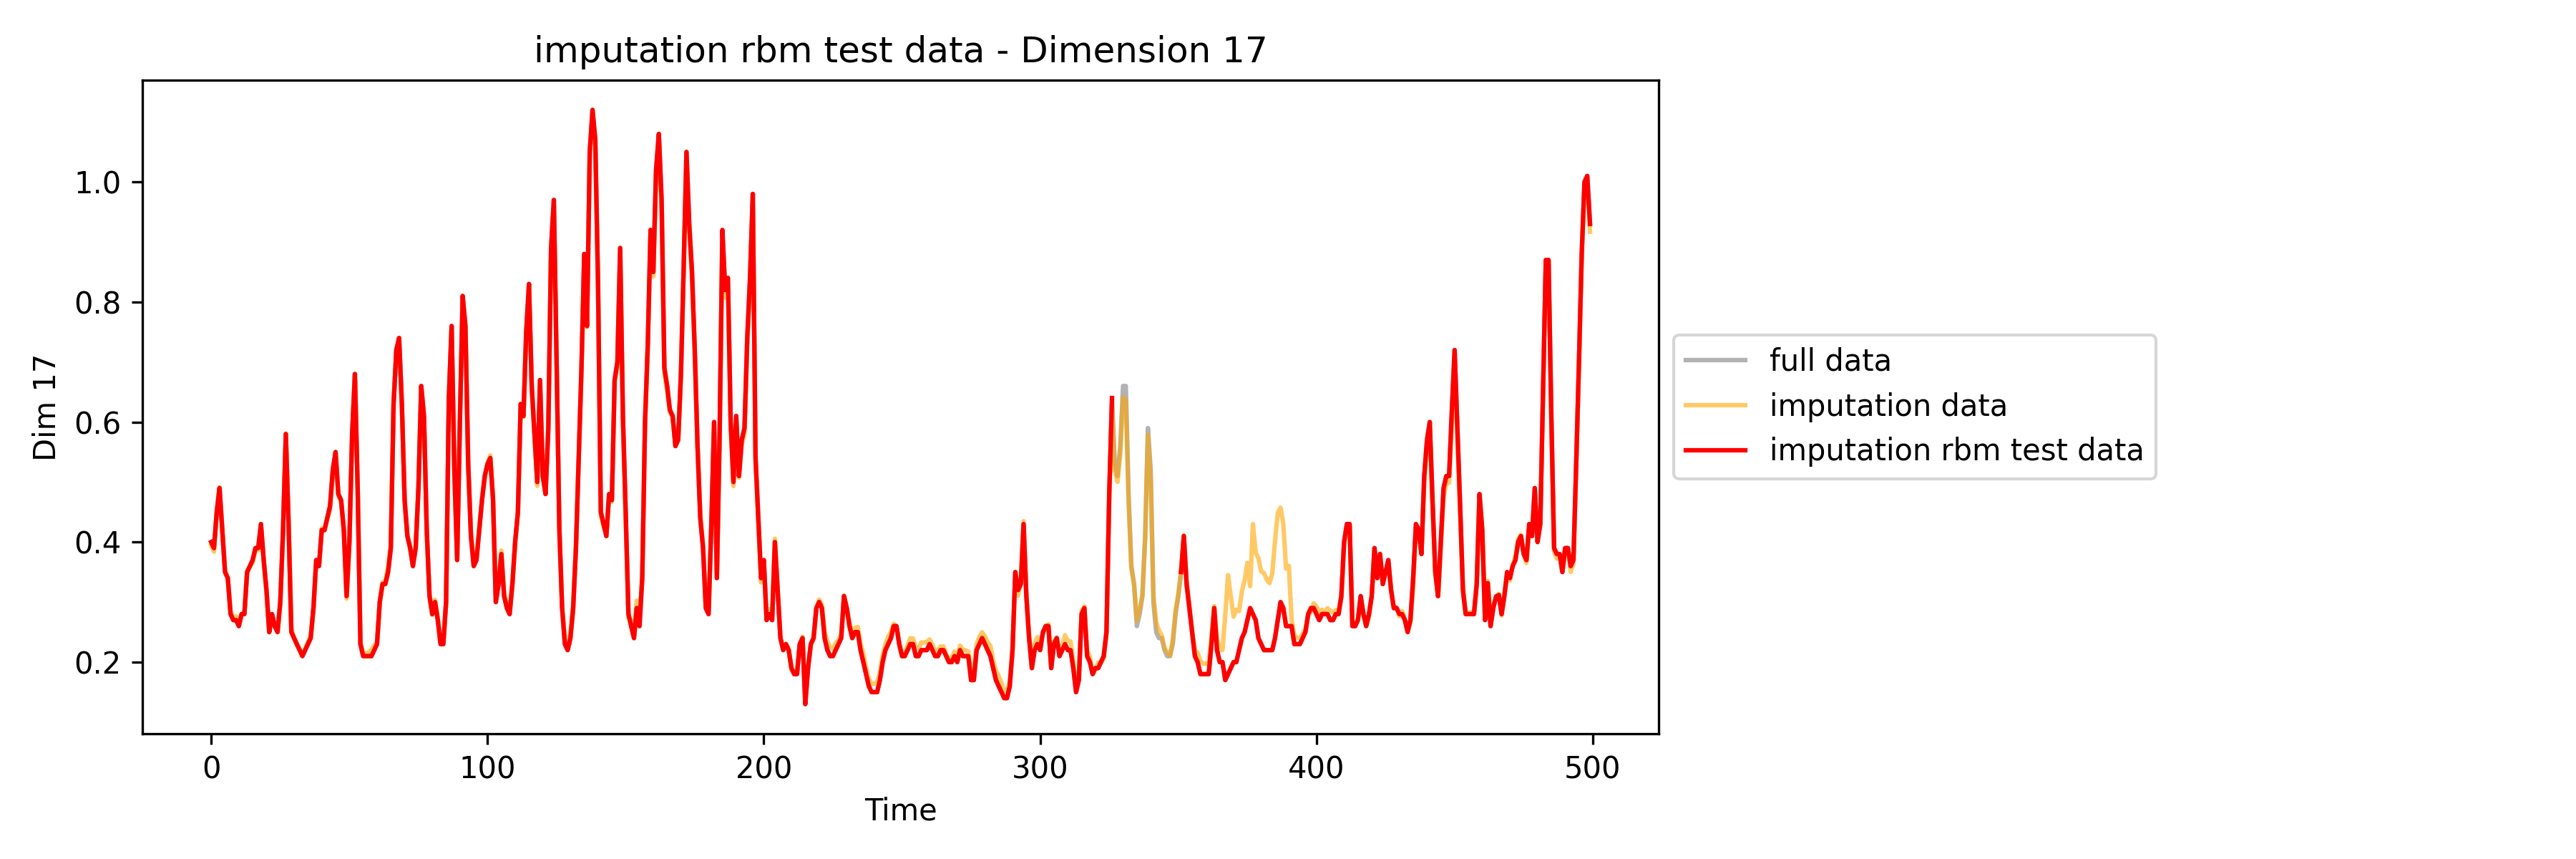 imputation rbm test data - Dimension 17
1.0
0.8
0.6
0.4
0.2
Dim 17
0 100 200 300 400 500
Time
full data
imputation data
imputation rbm test data